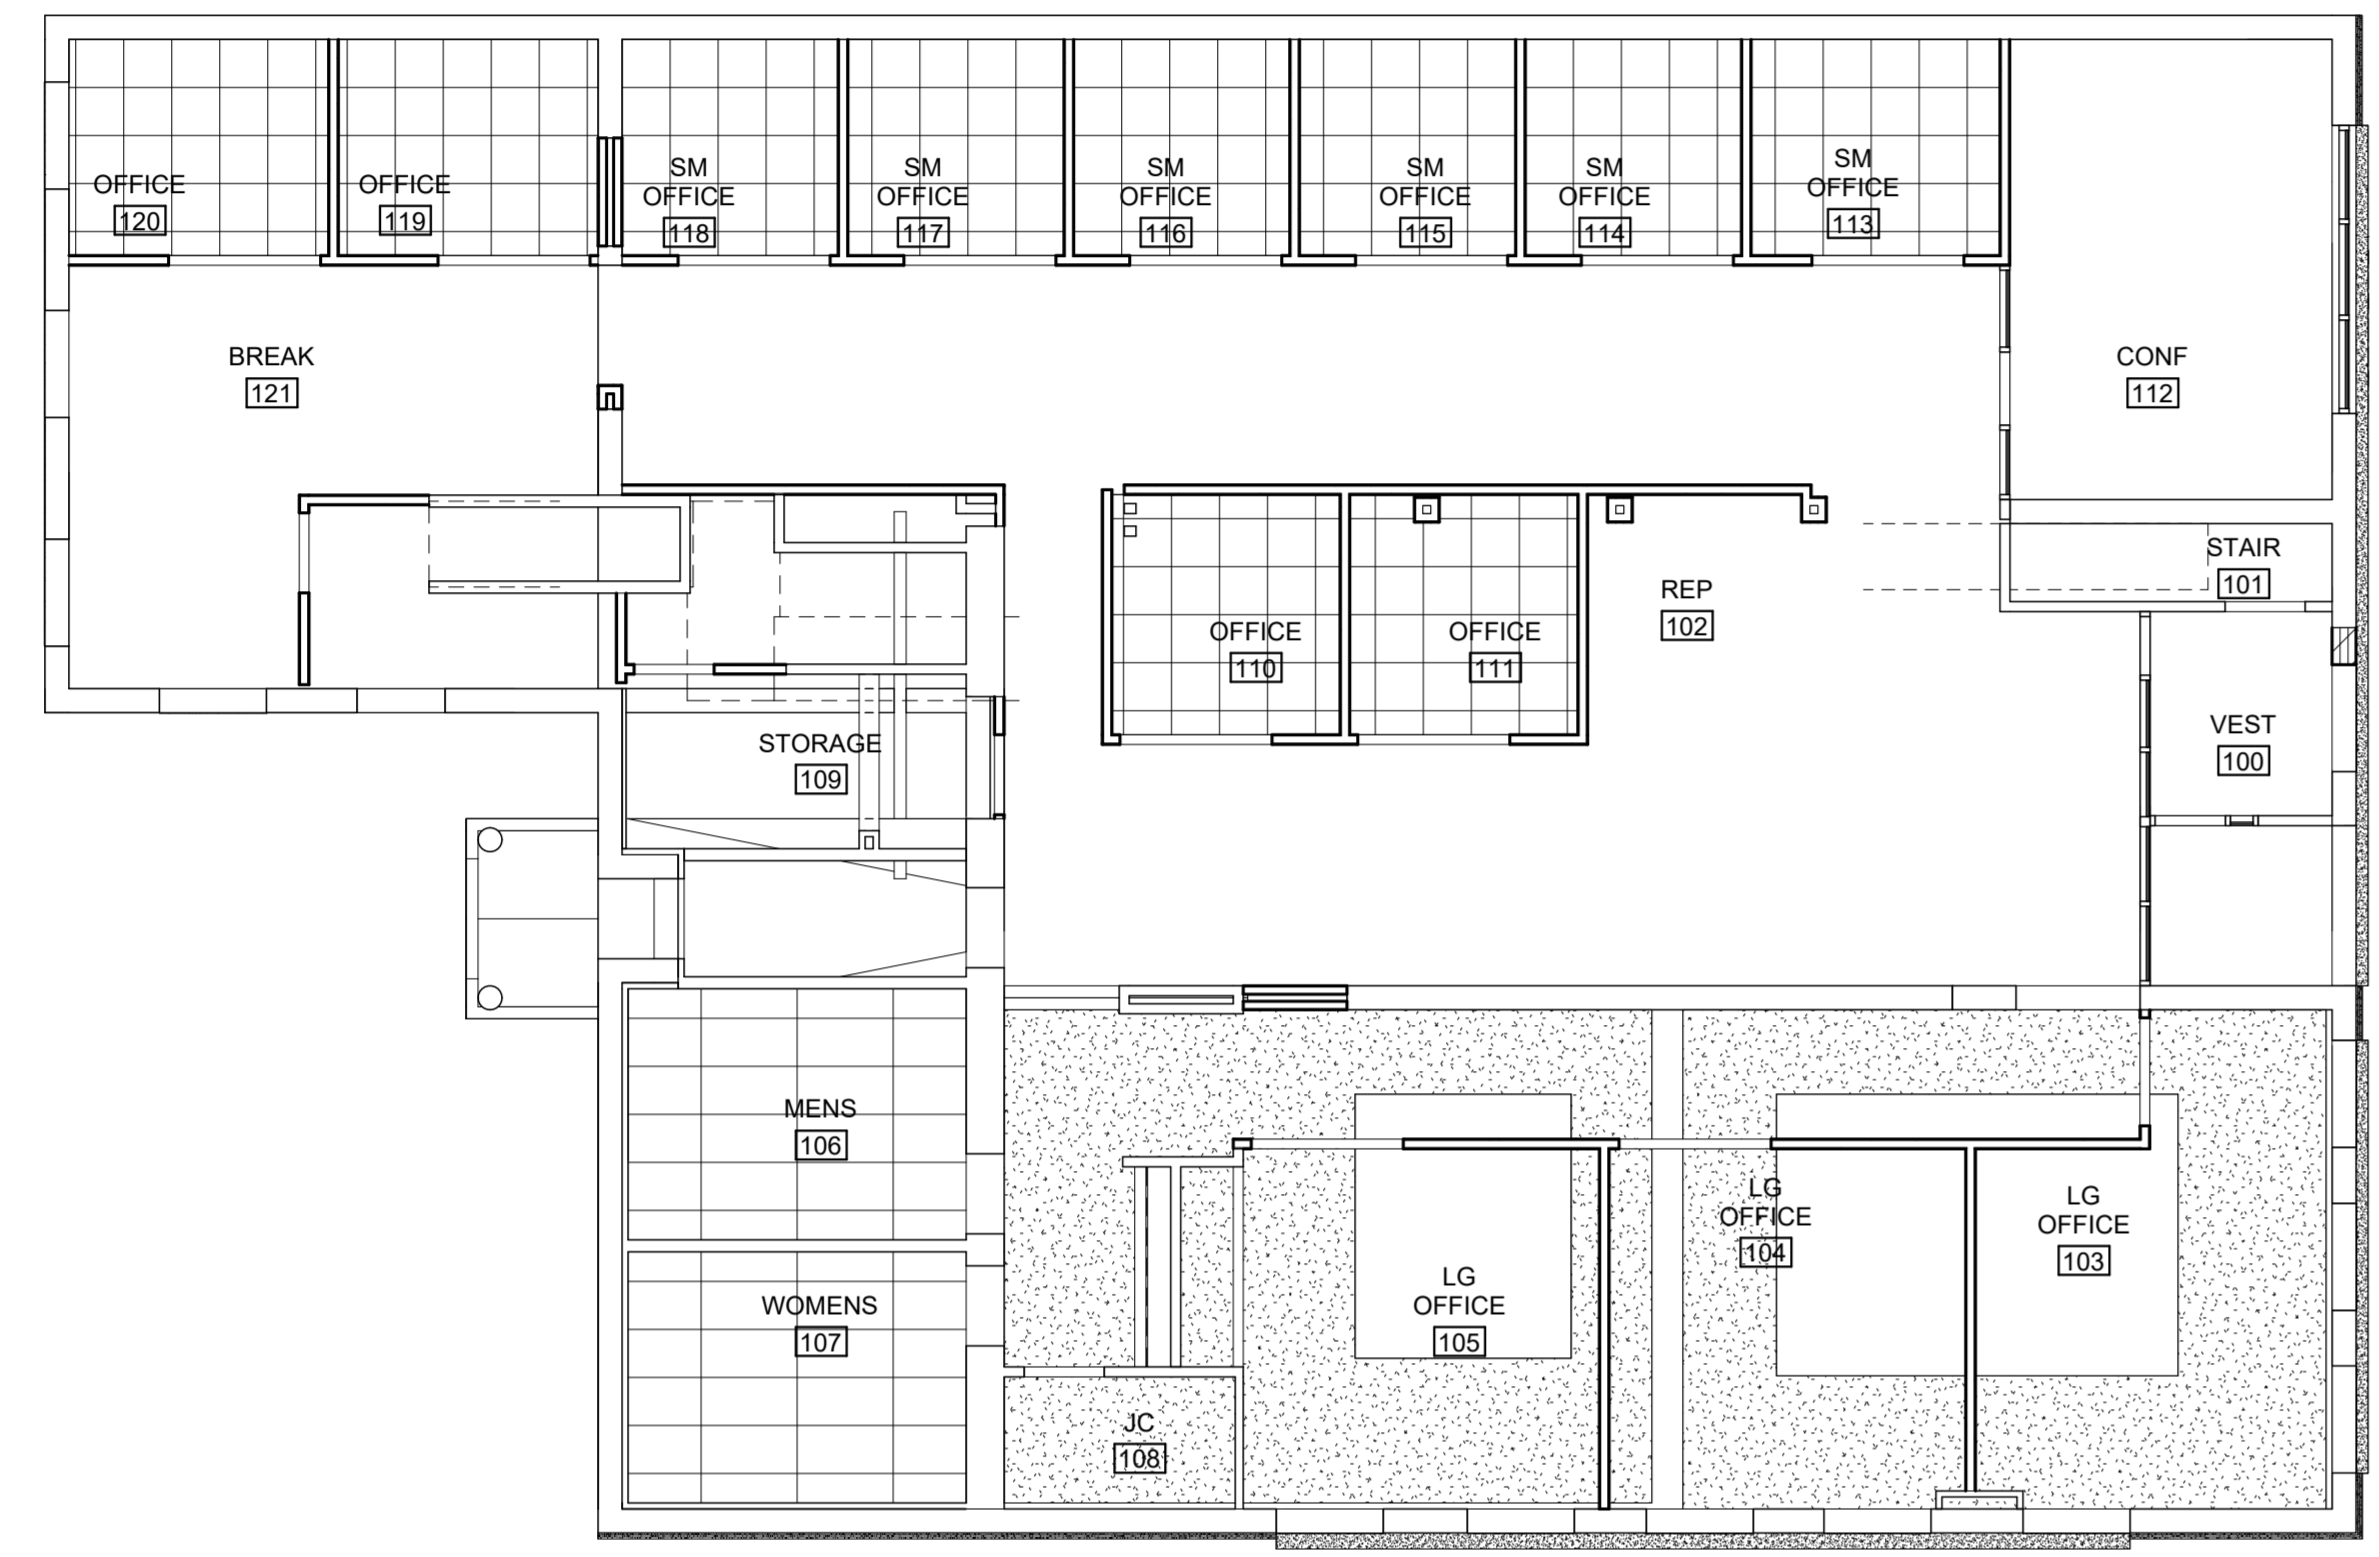 OFFICE
120
OFFICE
119
SM
OFFICE
118
SM
OFFICE
117
SM
OFFICE
116
SM
OFFICE
115
SM
OFFICE
114
SM
OFFICE
113
BREAK
121
CONF
112
STAIR
101
REP
102
OFFICE
110
OFFICE
111
VEST
100
STORAGE
109
MENS
106
LG
OFFICE
104
LG
OFFICE
103
LG
OFFICE
105
WOMENS
107
JC
108